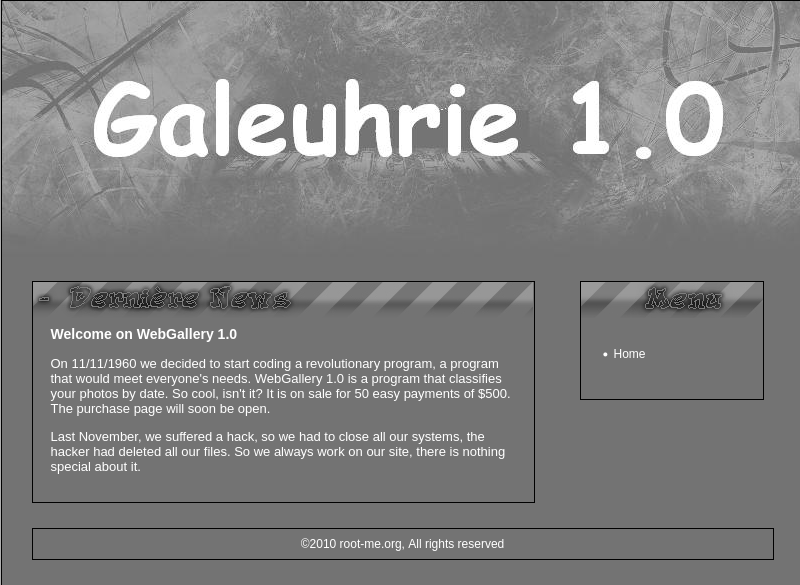 Galeuhrie 1.0
- Dernière News
Menu
Welcome on WebGallery 1.0
On 11/11/1960 we decided to start coding a revolutionary program, a program
that would meet everyone's needs. WebGallery 1.0 is a program that classifies
your photos by date. So cool, isn't it? It is on sale for 50 easy payments of $500.
The purchase page will soon be open.
Last November, we suffered a hack, so we had to close all our systems, the
hacker had deleted all our files. So we always work on our site, there is nothing
special about it.
• Home
©2010 root-me.org, All rights reserved